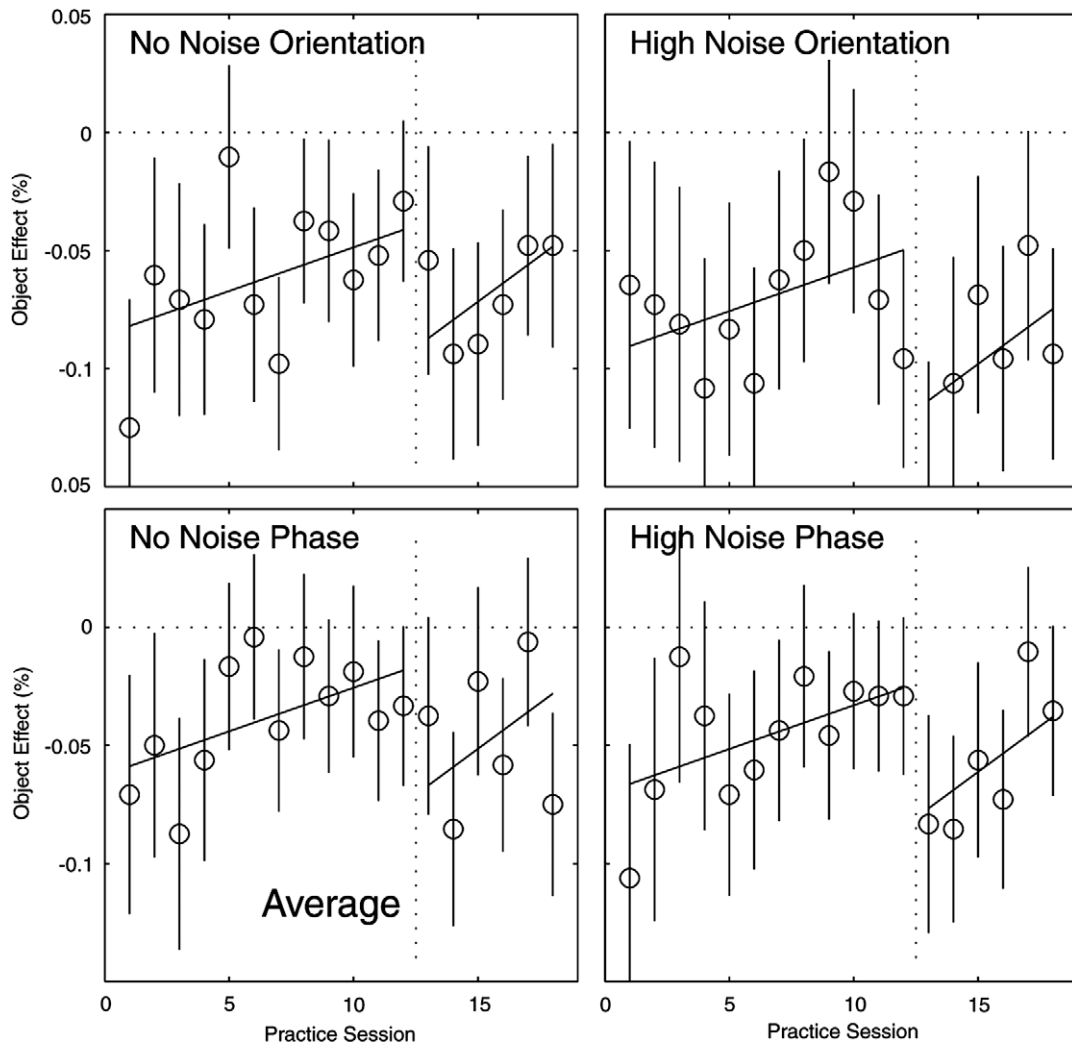 0.05
No Noise Orientation
High Noise Orientation
0
Object Effect (%)
-0.05
-0.1
0.05
No Noise Phase
High Noise Phase
0
Object Effect (%)
-0.05
-0.1
Average
0 5 10 15
0 5 10 15
Practice Session
Practice Session